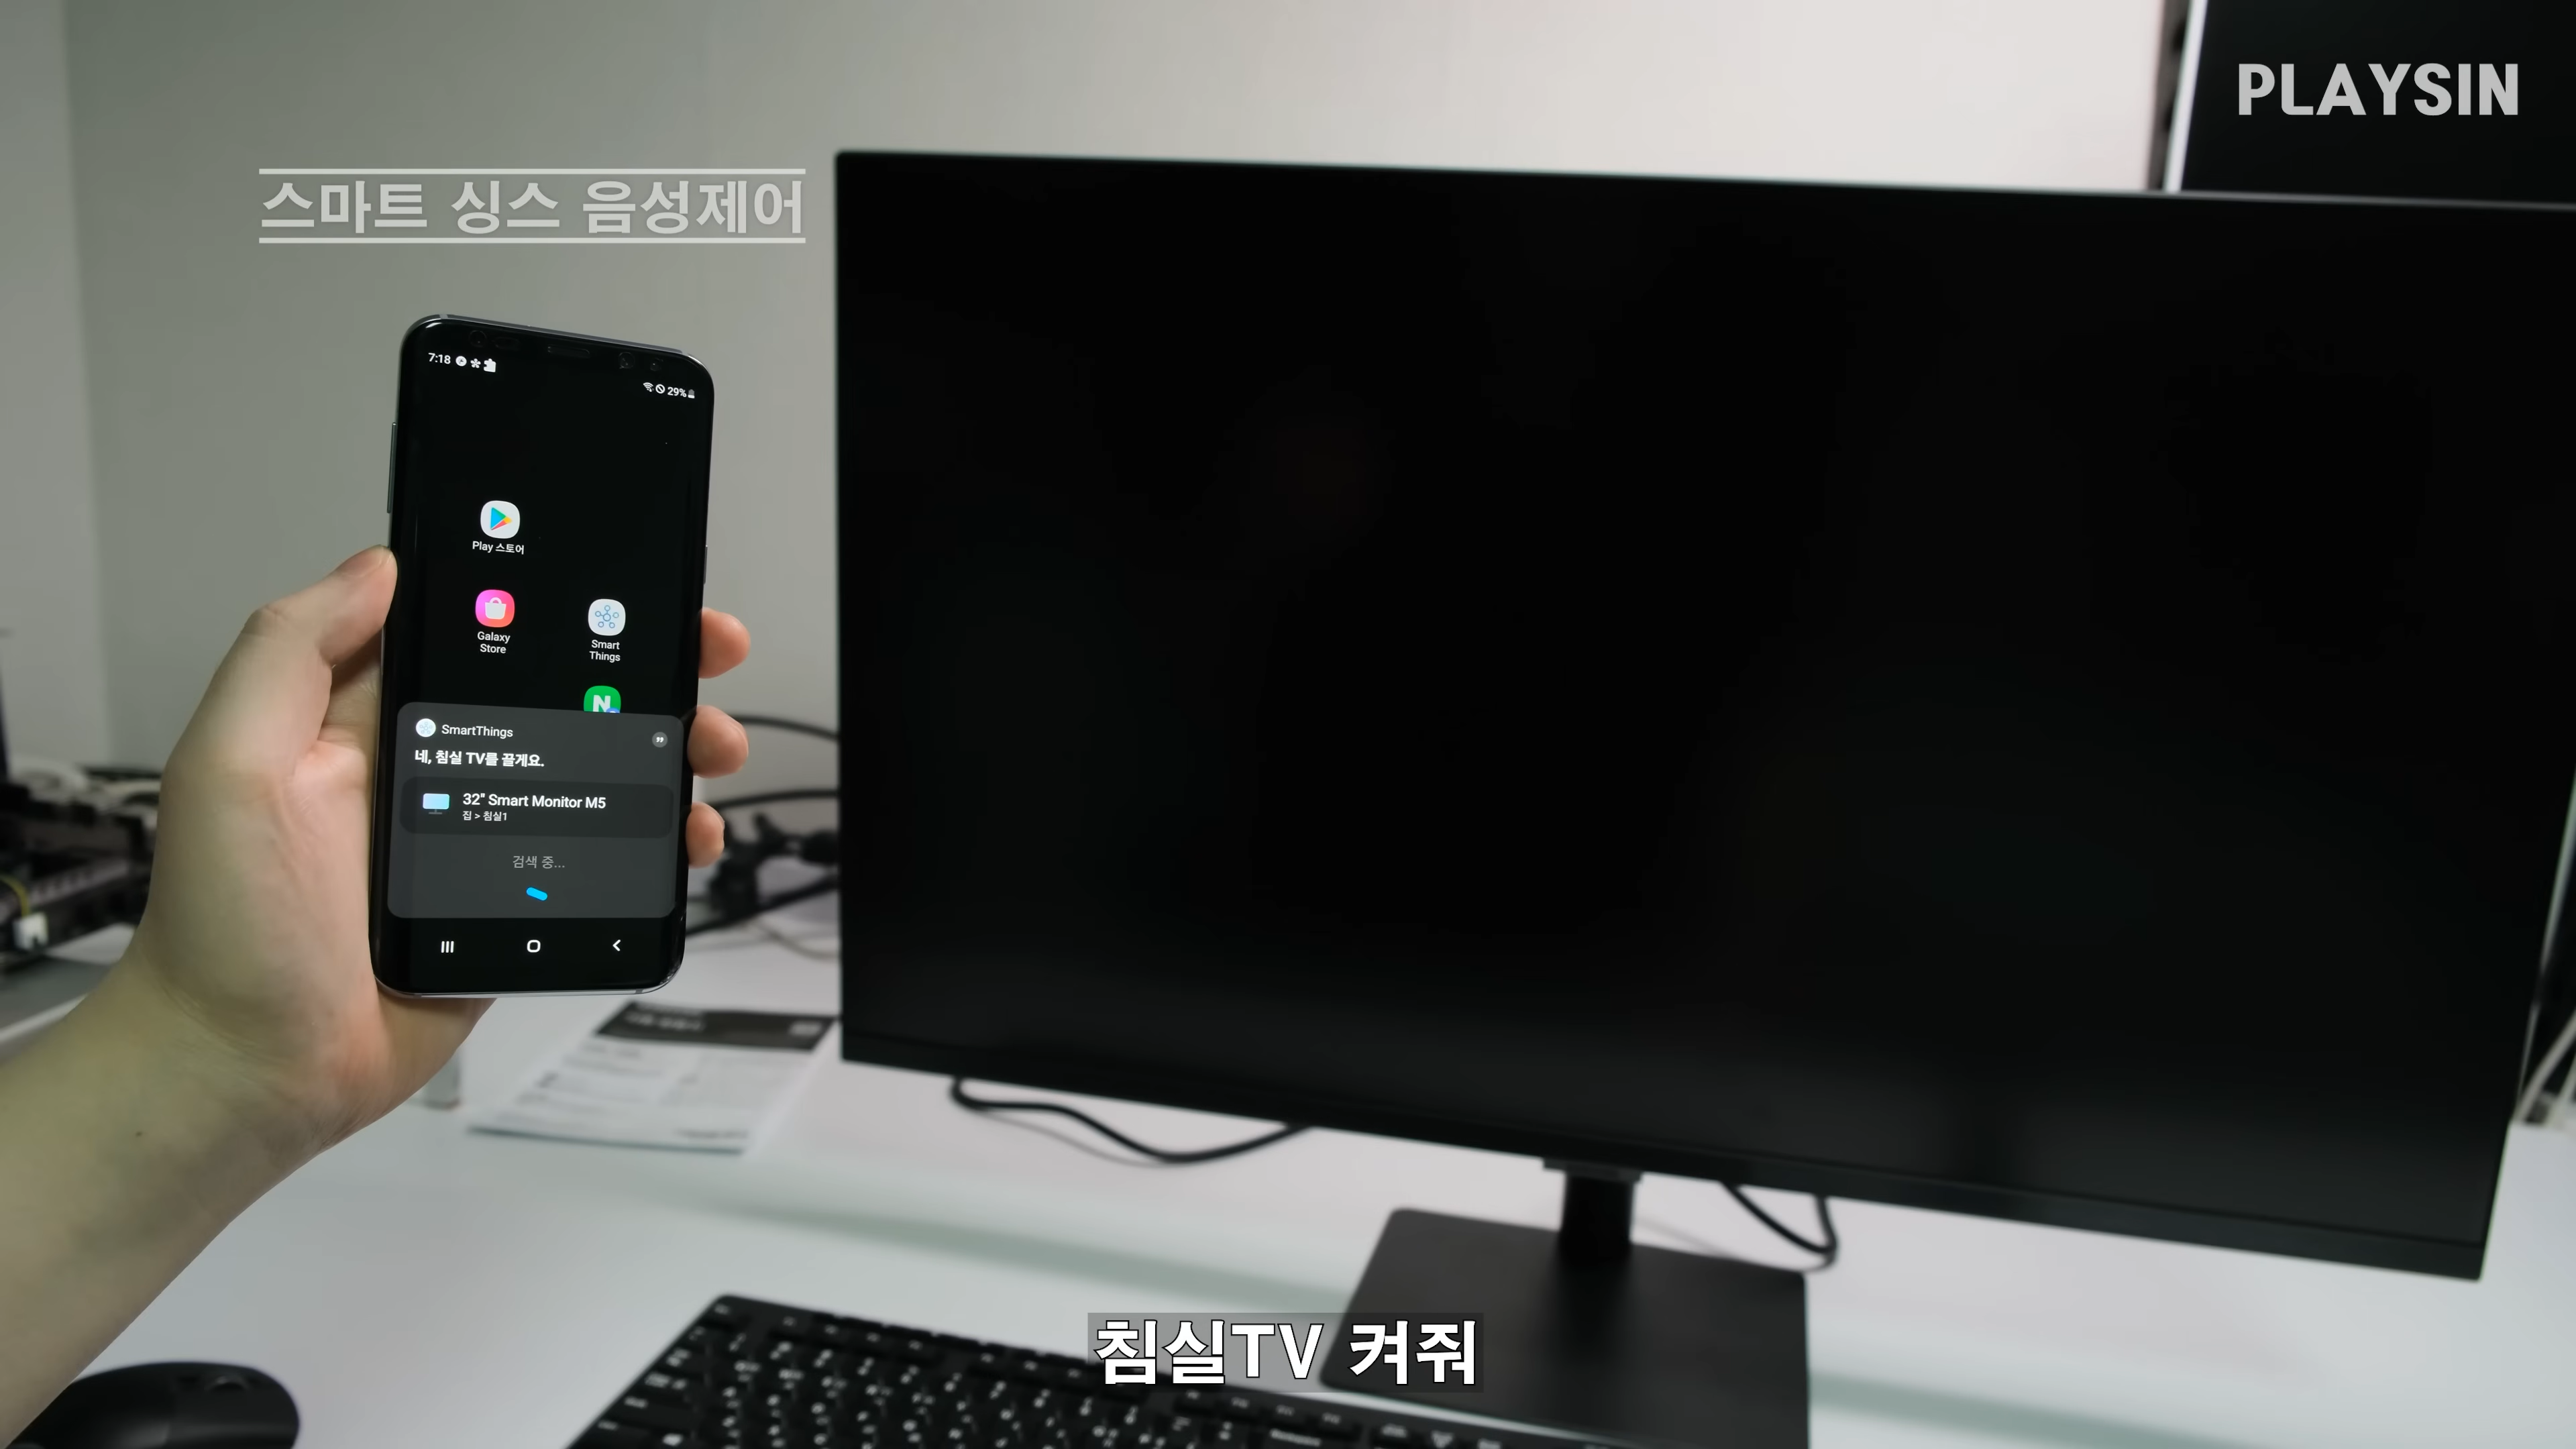 PLAYSIN
스마트 싱스 음성제어
7:18
29%
Play 스토어
Galaxy
Store
Smart
Things
N
SmartThings
네, 침실 TV를 끌게요.
32" Smart Monitor M5
집 > 침실1
검색 중...
침실TV 켜줘